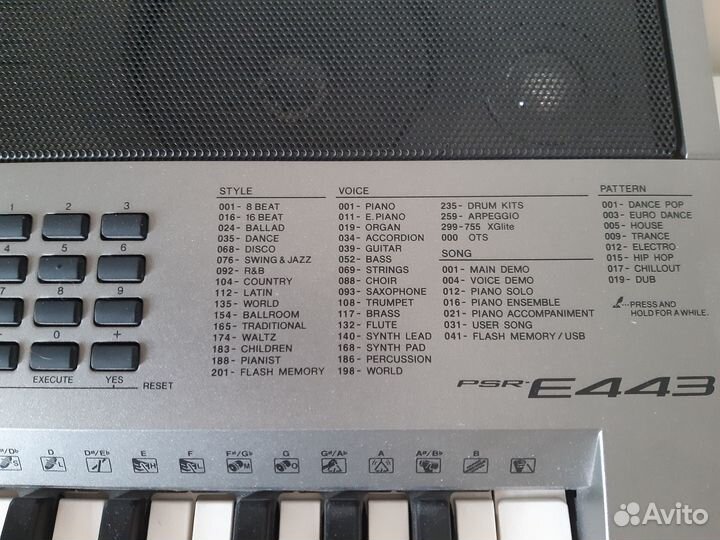 1 2 3
5 6
8 9
0 +
EXECUTE YES
RESET
STYLE
001- 8 BEAT
016- 16 BEAT
024- BALLAD
035- DANCE
068- DISCO
076- SWING & JAZZ
092- R&B
104- COUNTRY
112- LATIN
135- WORLD
154- BALLROOM
165- TRADITIONAL
174- WALTZ
183- CHILDREN
188- PIANIST
201- FLASH MEMORY
VOICE
001- PIANO
011- E.PIANO
019- ORGAN
034- ACCORDION
039- GUITAR
052- BASS
069- STRINGS
088- CHOIR
093- SAXOPHONE
108- TRUMPET
117- BRASS
132- FLUTE
140- SYNTH LEAD
168- SYNTH PAD
186- PERCUSSION
198- WORLD
235- DRUM KITS
259- ARPEGGIO
299-755 XGlite
000 OTS
SONG
001- MAIN DEMO
004- VOICE DEMO
012- PIANO SOLO
016- PIANO ENSEMBLE
021- PIANO ACCOMPANIMENT
031- USER SONG
041- FLASH MEMORY / USB
PATTERN
001- DANCE POP
003- EURO DANCE
005- HOUSE
009- TRANCE
012- ELECTRO
015- HIP HOP
017- CHILLOUT
019- DUB
...PRESS AND
HOLD FOR A WHILE.
PSR-E443
#/D♭ D D#/E♭ E F F#/G♭ G G#/A♭ A A#/B♭ B
S L H L M O
Avito